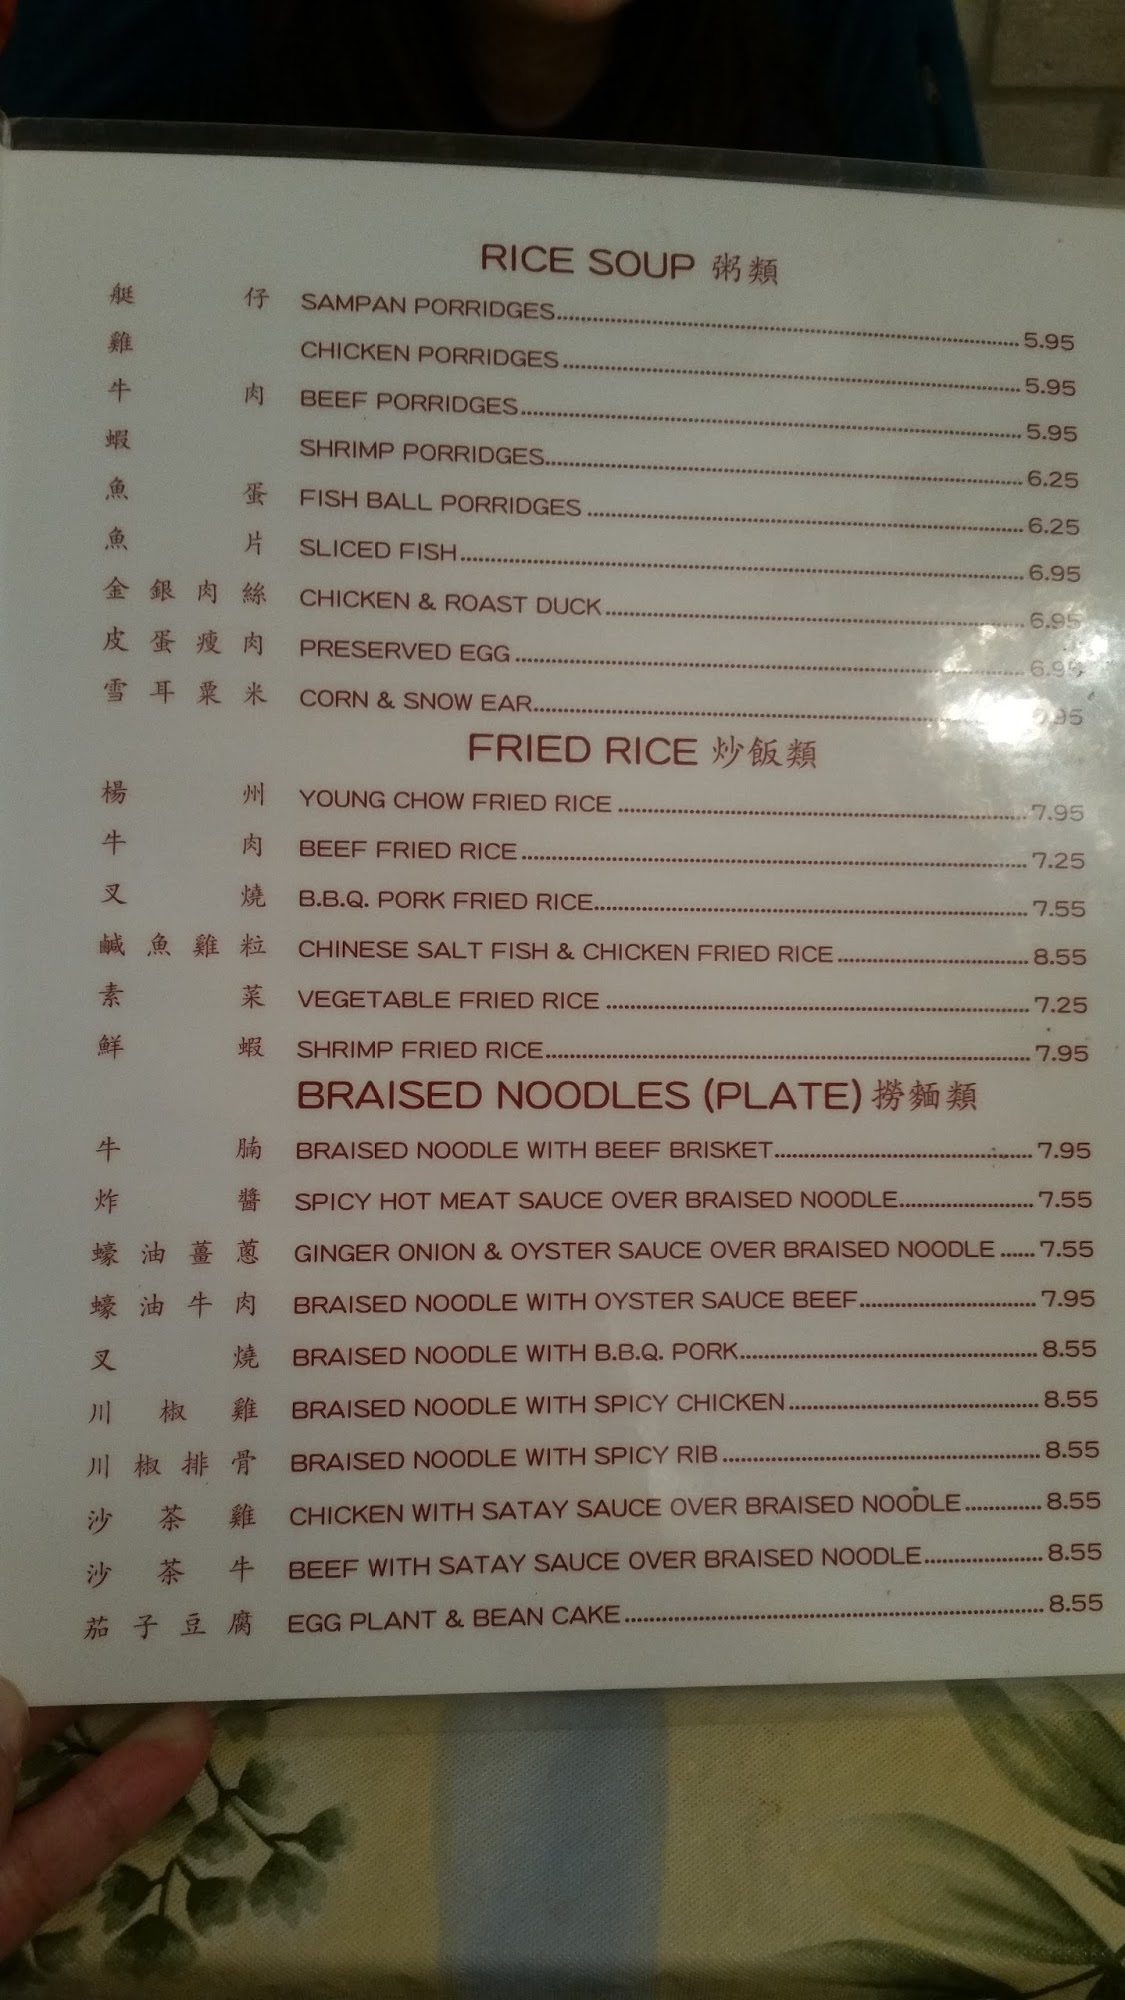 RICE SOUP 粥類
艇仔 SAMPAN PORRIDGES 5.95
雞 CHICKEN PORRIDGES 5.95
牛肉 BEEF PORRIDGES 5.95
蝦 SHRIMP PORRIDGES 6.25
魚蛋 FISH BALL PORRIDGES 6.25
魚片 SLICED FISH 6.95
金銀肉絲 CHICKEN & ROAST DUCK 6.95
皮蛋瘦肉 PRESERVED EGG 6.95
雪耳粟米 CORN & SNOW EAR
FRIED RICE 炒飯類
楊州 YOUNG CHOW FRIED RICE 7.95
牛肉 BEEF FRIED RICE 7.25
叉燒 B.B.Q. PORK FRIED RICE 7.55
鹹魚雞粒 CHINESE SALT FISH & CHICKEN FRIED RICE 8.55
素菜 VEGETABLE FRIED RICE 7.25
鮮蝦 SHRIMP FRIED RICE 7.95
BRAISED NOODLES (PLATE) 撈麵類
牛腩 BRAISED NOODLE WITH BEEF BRISKET 7.95
炸醬 SPICY HOT MEAT SAUCE OVER BRAISED NOODLE 7.55
蠔油薑蔥 GINGER ONION & OYSTER SAUCE OVER BRAISED NOODLE 7.55
蠔油牛肉 BRAISED NOODLE WITH OYSTER SAUCE BEEF 7.95
叉燒 BRAISED NOODLE WITH B.B.Q. PORK 8.55
川椒雞 BRAISED NOODLE WITH SPICY CHICKEN 8.55
川椒排骨 BRAISED NOODLE WITH SPICY RIB 8.55
沙茶雞 CHICKEN WITH SATAY SAUCE OVER BRAISED NOODLE 8.55
沙茶牛 BEEF WITH SATAY SAUCE OVER BRAISED NOODLE 8.55
茄子豆腐 EGG PLANT & BEAN CAKE 8.55